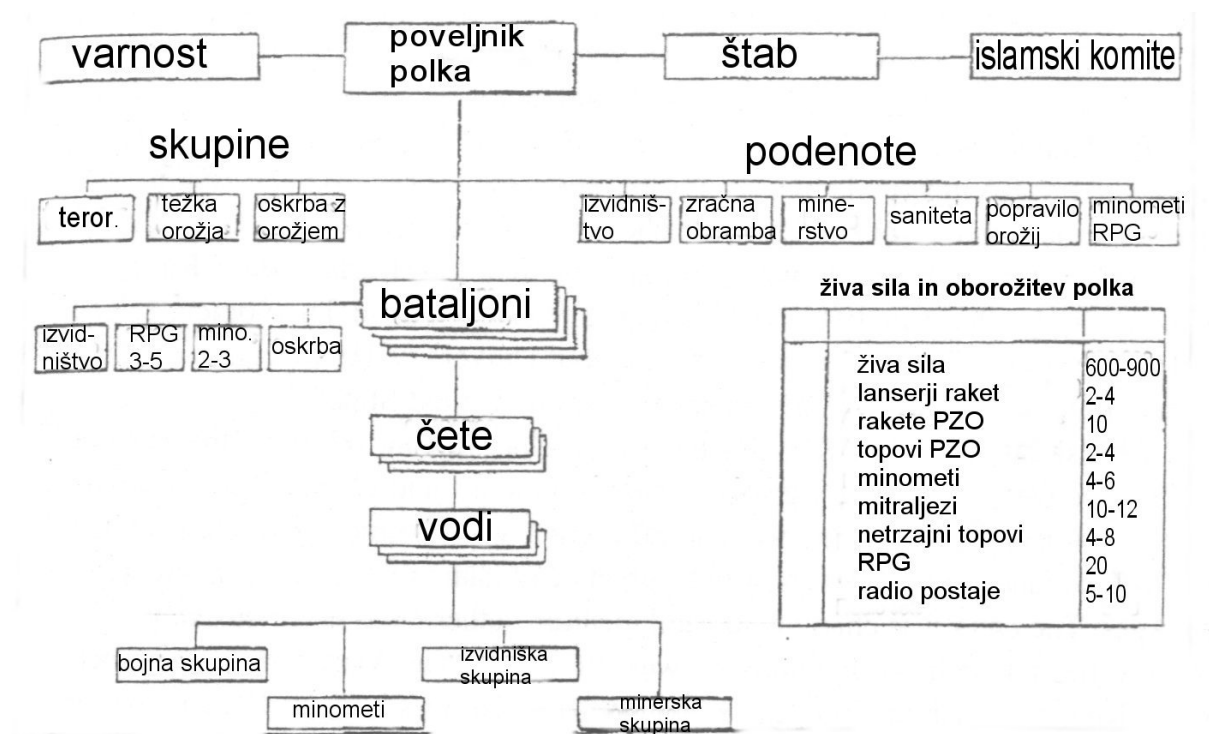 varnost
poveljnik
polka
štab
islamski komite
skupine
podenote
teror.
težka
orožja
oskrba z
orožjem
izvidniš-
tvo
zračna
obramba
mine-
rstvo
saniteta
popravilo
orožij
minometi
RPG
bataljoni
izvid-
ništvo
RPG
3-5
mino.
2-3
oskrba
čete
vodi
bojna skupina
minometi
izvidniška
skupina
minerska
skupina
živa sila in oborožitev polka
živa sila 600-900
lanserji raket 2-4
rakete PZO 10
topovi PZO 2-4
minometi 4-6
mitraljezi 10-12
netrzajni topovi 4-8
RPG 20
radio postaje 5-10